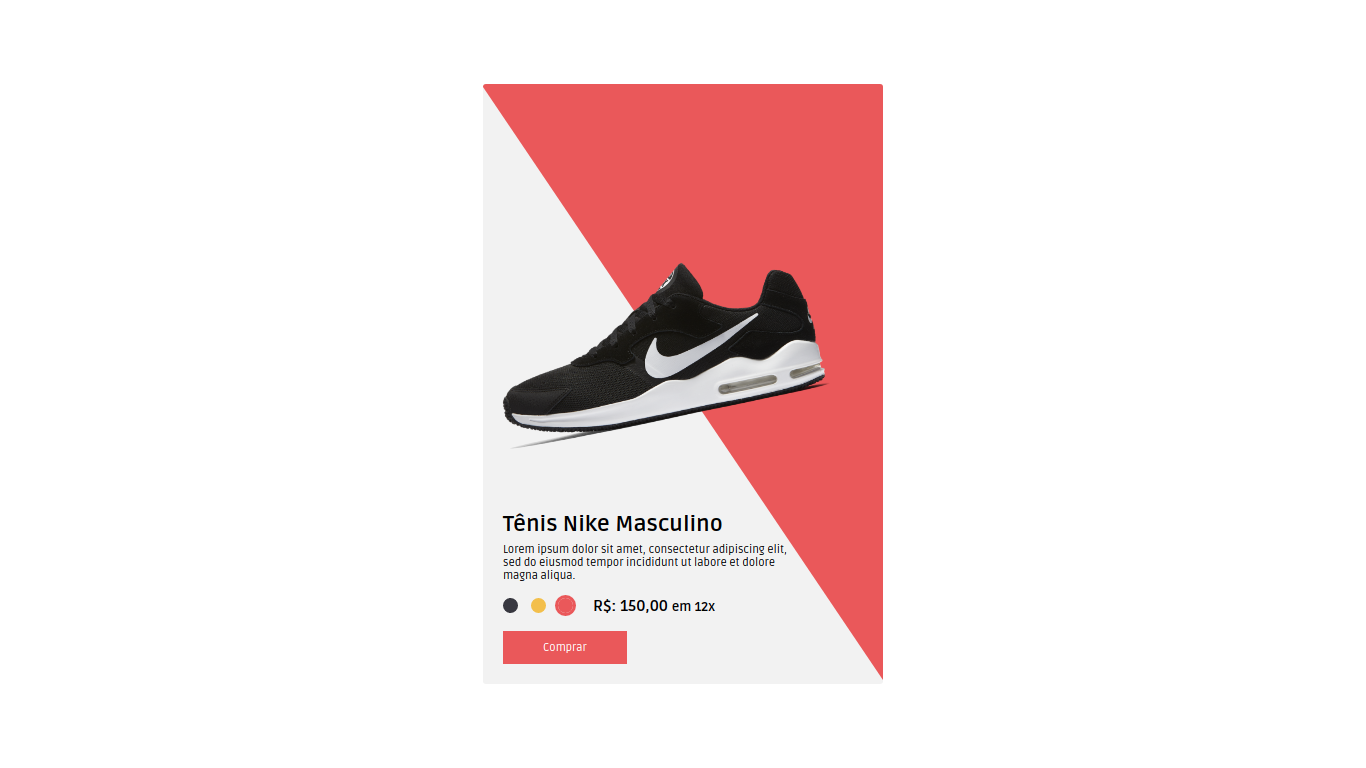 Tênis Nike Masculino
Lorem ipsum dolor sit amet, consectetur adipiscing elit,
sed do eiusmod tempor incididunt ut labore et dolore
magna aliqua.
R$: 150,00 em 12x
Comprar